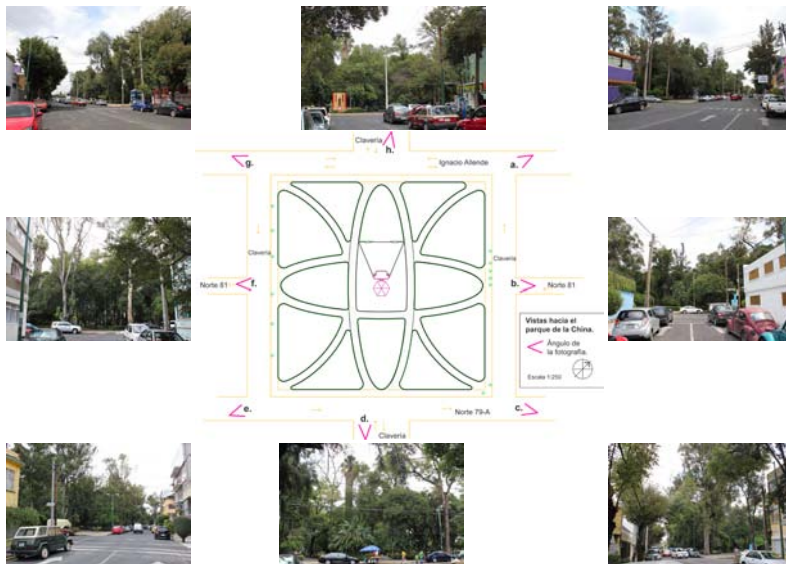 Clavería
h.
g.
Ignacio Allende
a.
Clavería
Clavería
Norte 81
f.
b.
Norte 81
Vistas hacia el
parque de la China.
Ángulo de
la fotografía.
Escala 1:250
e.
d.
Norte 79-A
c.
Clavería